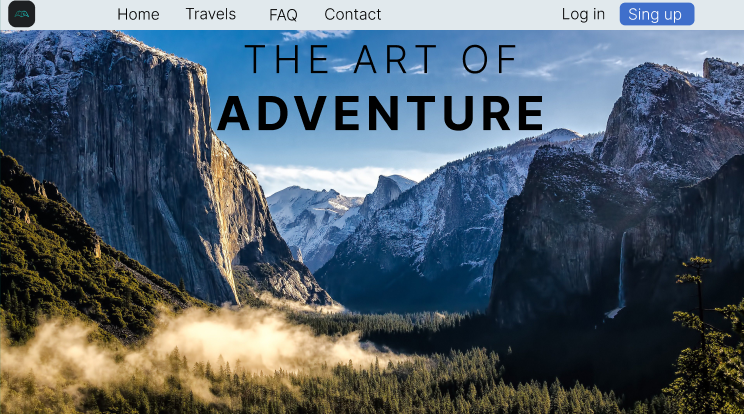 Home Travels FAQ Contact Log in Sing up
THE ART OF
ADVENTURE